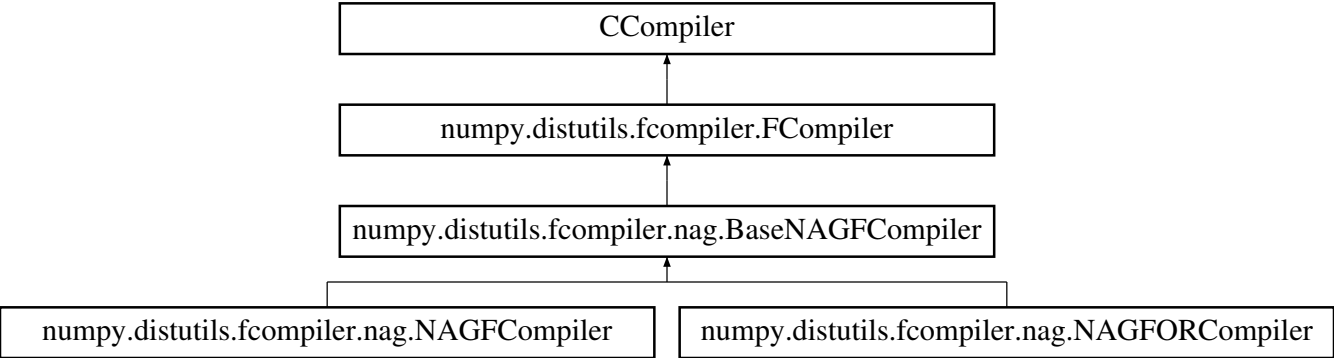 CCompiler
numpy.distutils.fcompiler.FCompiler
numpy.distutils.fcompiler.nag.BaseNAGFCompiler
numpy.distutils.fcompiler.nag.NAGFCompiler
numpy.distutils.fcompiler.nag.NAGFORCompiler